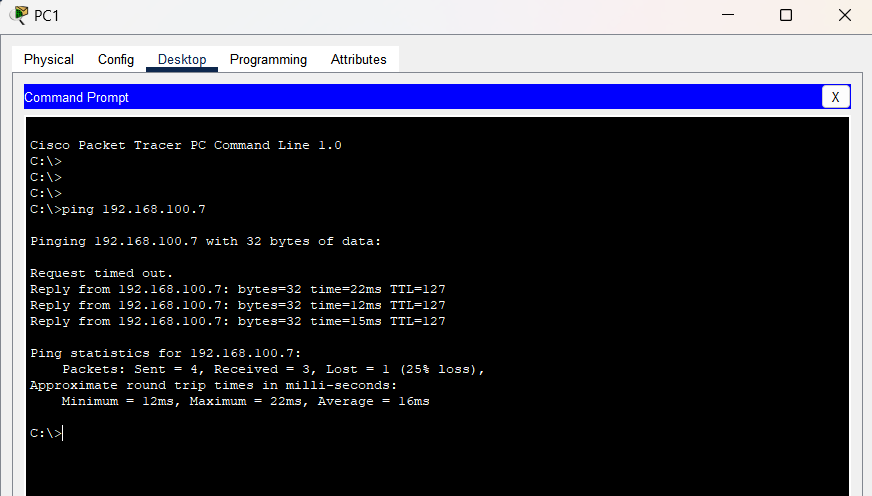 PC1
Physical Config Desktop Programming Attributes
Command Prompt X
Cisco Packet Tracer PC Command Line 1.0
C:\>
C:\>
C:\>
C:\>ping 192.168.100.7
Pinging 192.168.100.7 with 32 bytes of data:
Request timed out.
Reply from 192.168.100.7: bytes=32 time=22ms TTL=127
Reply from 192.168.100.7: bytes=32 time=12ms TTL=127
Reply from 192.168.100.7: bytes=32 time=15ms TTL=127
Ping statistics for 192.168.100.7:
Packets: Sent = 4, Received = 3, Lost = 1 (25% loss),
Approximate round trip times in milli-seconds:
Minimum = 12ms, Maximum = 22ms, Average = 16ms
C:\>